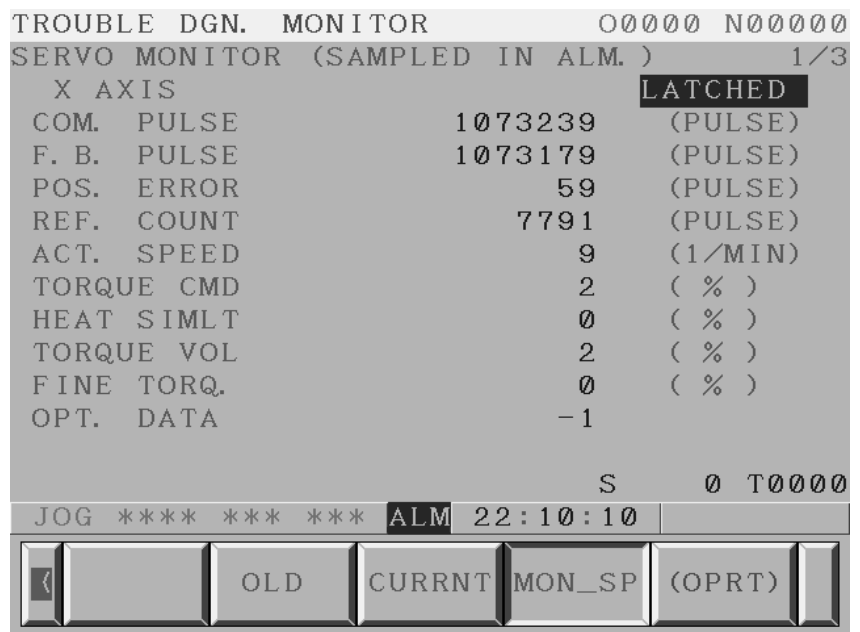 TROUBLE DGN. MONITOR O0000 N00000
SERVO MONITOR (SAMPLED IN ALM.) 1/3
X AXIS LATCHED
COM. PULSE 1073239 (PULSE)
F.B. PULSE 1073179 (PULSE)
POS. ERROR 59 (PULSE)
REF. COUNT 7791 (PULSE)
ACT. SPEED 9 (1/MIN)
TORQUE CMD 2 ( % )
HEAT SIMLT 0 ( % )
TORQUE VOL 2 ( % )
FINE TORQ. 0 ( % )
OPT. DATA -1
S 0 T0000
JOG **** *** *** ALM 22:10:10
< OLD CURRNT MON_SP (OPRT)